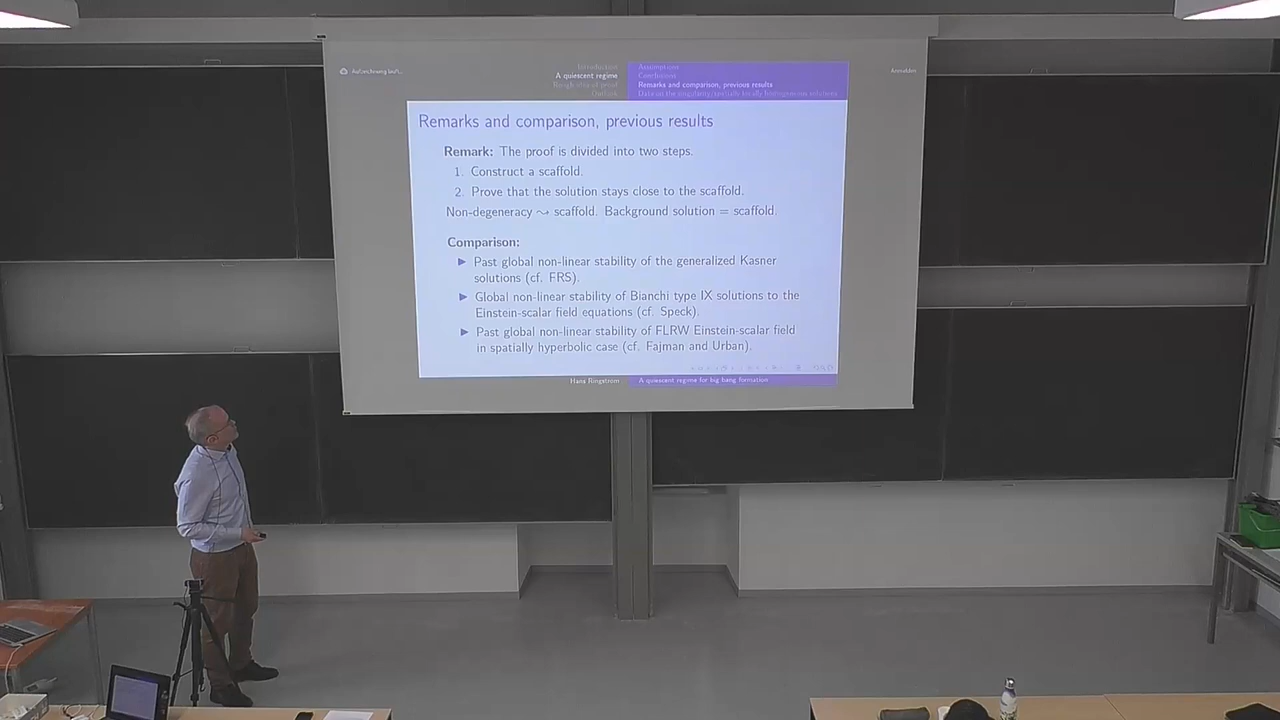 Aufzeichnung läuft...
Anmelden
Introduction
A quiescent regime
Rough idea of proof
Outlook
Assumptions
Conclusions
Remarks and comparison, previous results
Data on the singularity/spatially locally homogeneous solutions
Remarks and comparison, previous results
Remark: The proof is divided into two steps.
1. Construct a scaffold.
2. Prove that the solution stays close to the scaffold.
Non-degeneracy ⤳ scaffold. Background solution = scaffold.
Comparison:
▶ Past global non-linear stability of the generalized Kasner
solutions (cf. FRS).
▶ Global non-linear stability of Bianchi type IX solutions to the
Einstein-scalar field equations (cf. Speck).
▶ Past global non-linear stability of FLRW Einstein-scalar field
in spatially hyperbolic case (cf. Fajman and Urban).
Hans Ringström
A quiescent regime for big bang formation